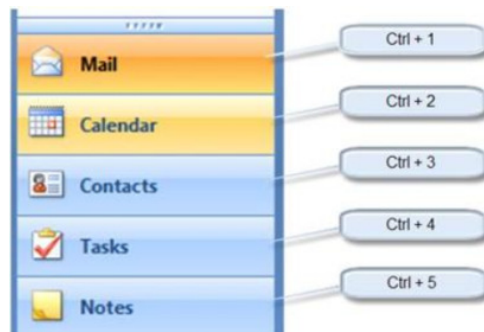 Mail
Ctrl + 1
Calendar
Ctrl + 2
Contacts
Ctrl + 3
Tasks
Ctrl + 4
Notes
Ctrl + 5